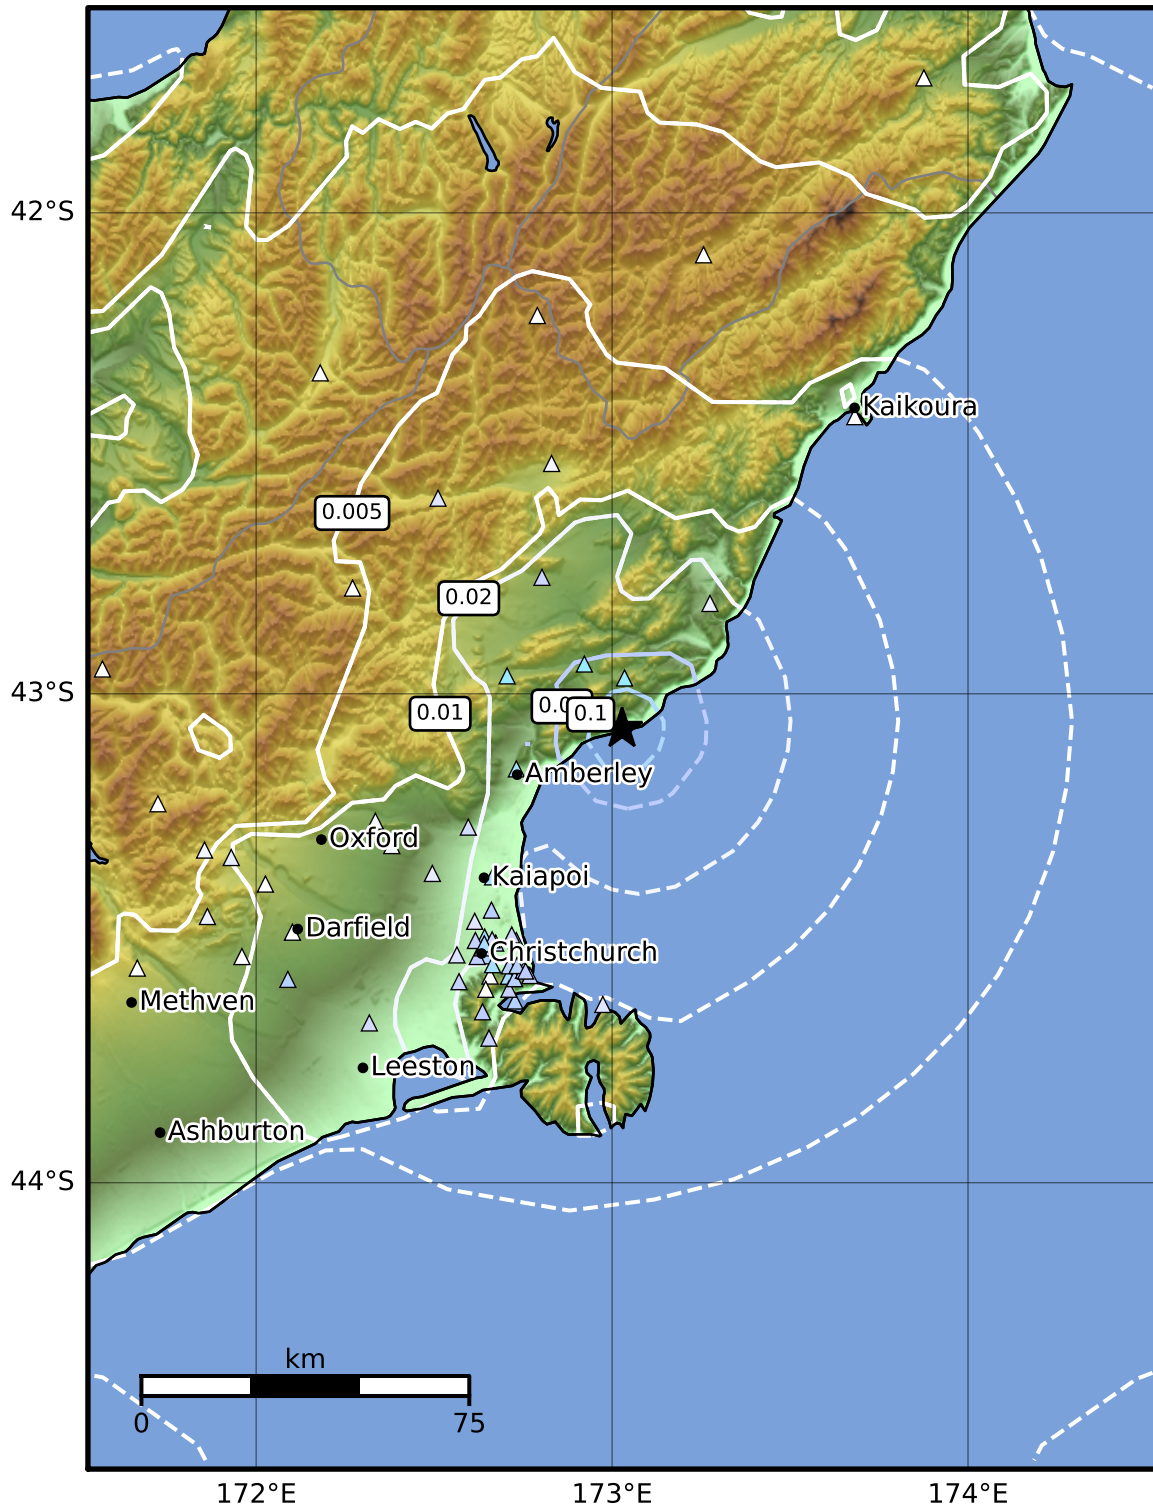 42°S
Kaikoura
0.005
0.02
43°S
0.01
0.1
Amberley
Oxford
Kaiapoi
Darfield
Christchurch
Methven
Leeston
Ashburton
44°S
km
0
75
172°E
173°E
174°E